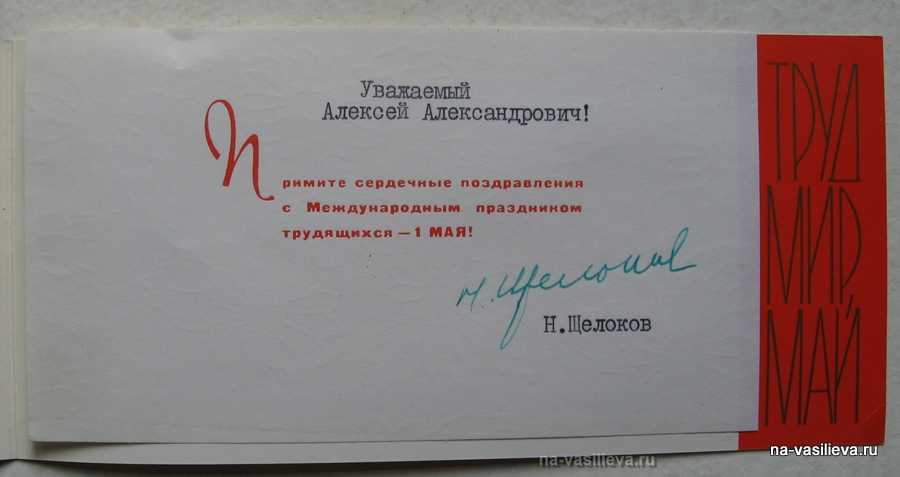 Уважаемый
Алексей Александрович!
Примите сердечные поздравления
с Международным праздником
трудящихся — 1 МАЯ!
Н. Щелоков
Н.Щелоков
ТРУД
МИР,
МАЙ
na-vasilieva.ru
na-vasilieva.ru